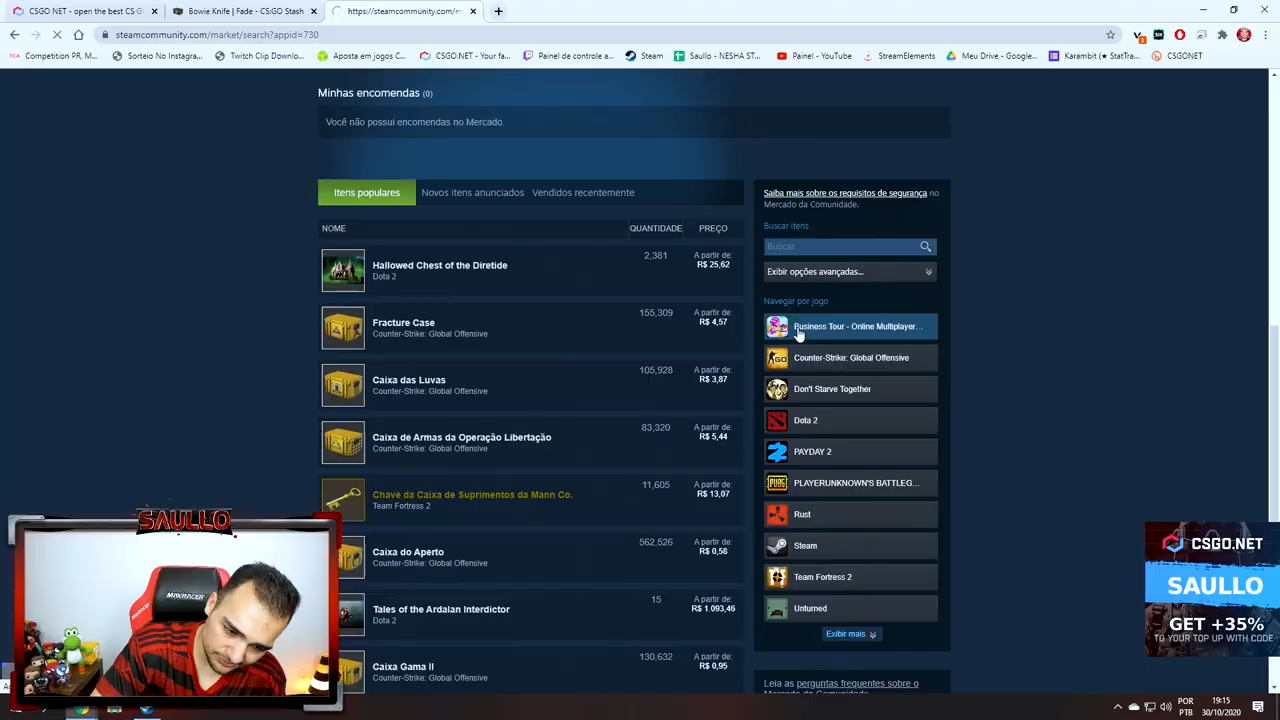 CSGO.NET - open the best CS G
Bowie Knife | Fade - CS:GO Stash
https://steamcommunity.com/m
steamcommunity.com/market/search?appid=730
Competition PR, M...
Sorteio No Instagra...
Twitch Clip Downlo...
Aposta em jogos C...
CSGO.NET - Your fa...
Painel de controle a...
Steam
Saullo - NESHA ST...
Painel - YouTube
StreamElements
Meu Drive - Google...
Karambit (★ StatTra...
CSGONET
Minhas encomendas (0)
Você não possui encomendas no Mercado.
Itens populares
Novos itens anunciados
Vendidos recentemente
NOME
QUANTIDADE
PREÇO
Hallowed Chest of the Diretide
Dota 2
2,381
A partir de:
R$ 25,62
Fracture Case
Counter-Strike: Global Offensive
155,309
A partir de:
R$ 4,57
Caixa das Luvas
Counter-Strike: Global Offensive
105,928
A partir de:
R$ 3,87
Caixa de Armas da Operação Libertação
Counter-Strike: Global Offensive
83,320
A partir de:
R$ 5,44
Chave da Caixa de Suprimentos da Mann Co.
Team Fortress 2
11,605
A partir de:
R$ 13,07
Caixa do Aperto
Counter-Strike: Global Offensive
562,526
A partir de:
R$ 0,58
Tales of the Ardalan Interdictor
Dota 2
15
A partir de:
R$ 1.093,46
Caixa Gama II
Counter-Strike: Global Offensive
130,632
A partir de:
R$ 0,95
Saiba mais sobre os requisitos de segurança no
Mercado da Comunidade.
Buscar itens
Buscar
Exibir opções avançadas...
Navegar por jogo
Business Tour - Online Multiplayer...
Counter-Strike: Global Offensive
Don't Starve Together
Dota 2
PAYDAY 2
PLAYERUNKNOWN'S BATTLEG...
Rust
Steam
Team Fortress 2
Unturned
Exibir mais
Leia as perguntas frequentes sobre o
Mercado da Comunidade
SAULLO
MAXRACER
CSGO.NET
SAULLO
GET +35%
TO YOUR TOP UP WITH CODE
POR
PTB
19:15
30/10/2020